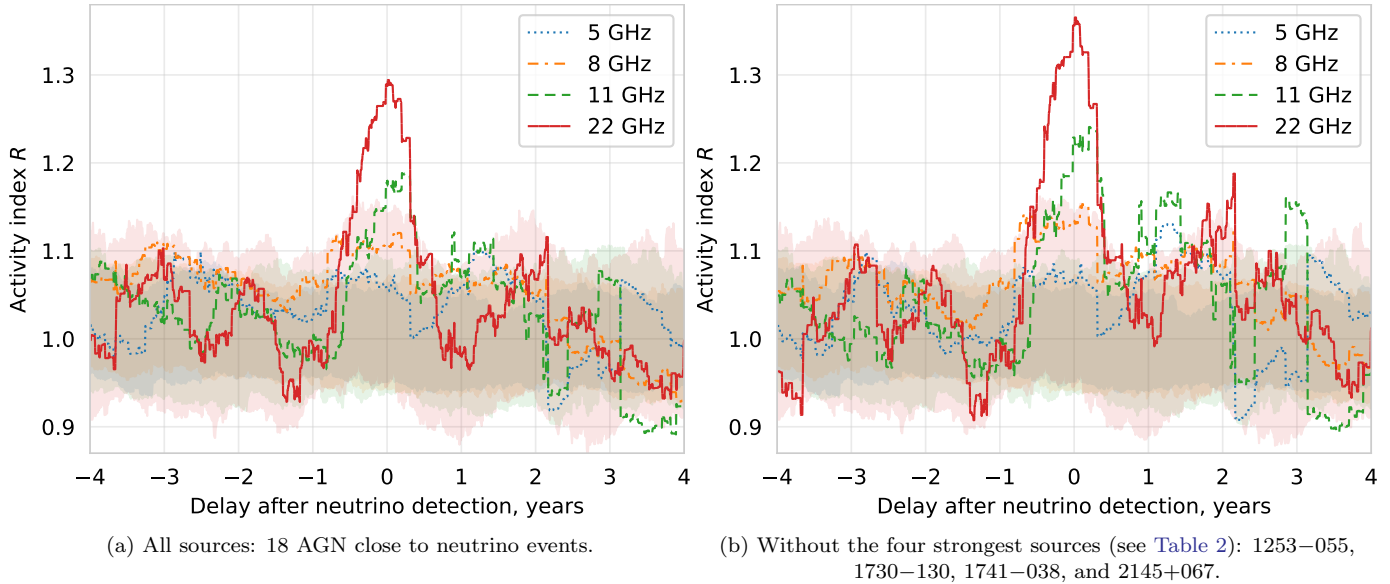 Activity index R
1.3
1.2
1.1
1.0
0.9
5 GHz
8 GHz
11 GHz
22 GHz
−4 −3 −2 −1 0 1 2 3 4
Delay after neutrino detection, years
(a) All sources: 18 AGN close to neutrino events.
Activity index R
1.3
1.2
1.1
1.0
0.9
5 GHz
8 GHz
11 GHz
22 GHz
−4 −3 −2 −1 0 1 2 3 4
Delay after neutrino detection, years
(b) Without the four strongest sources (see Table 2): 1253−055,
1730−130, 1741−038, and 2145+067.